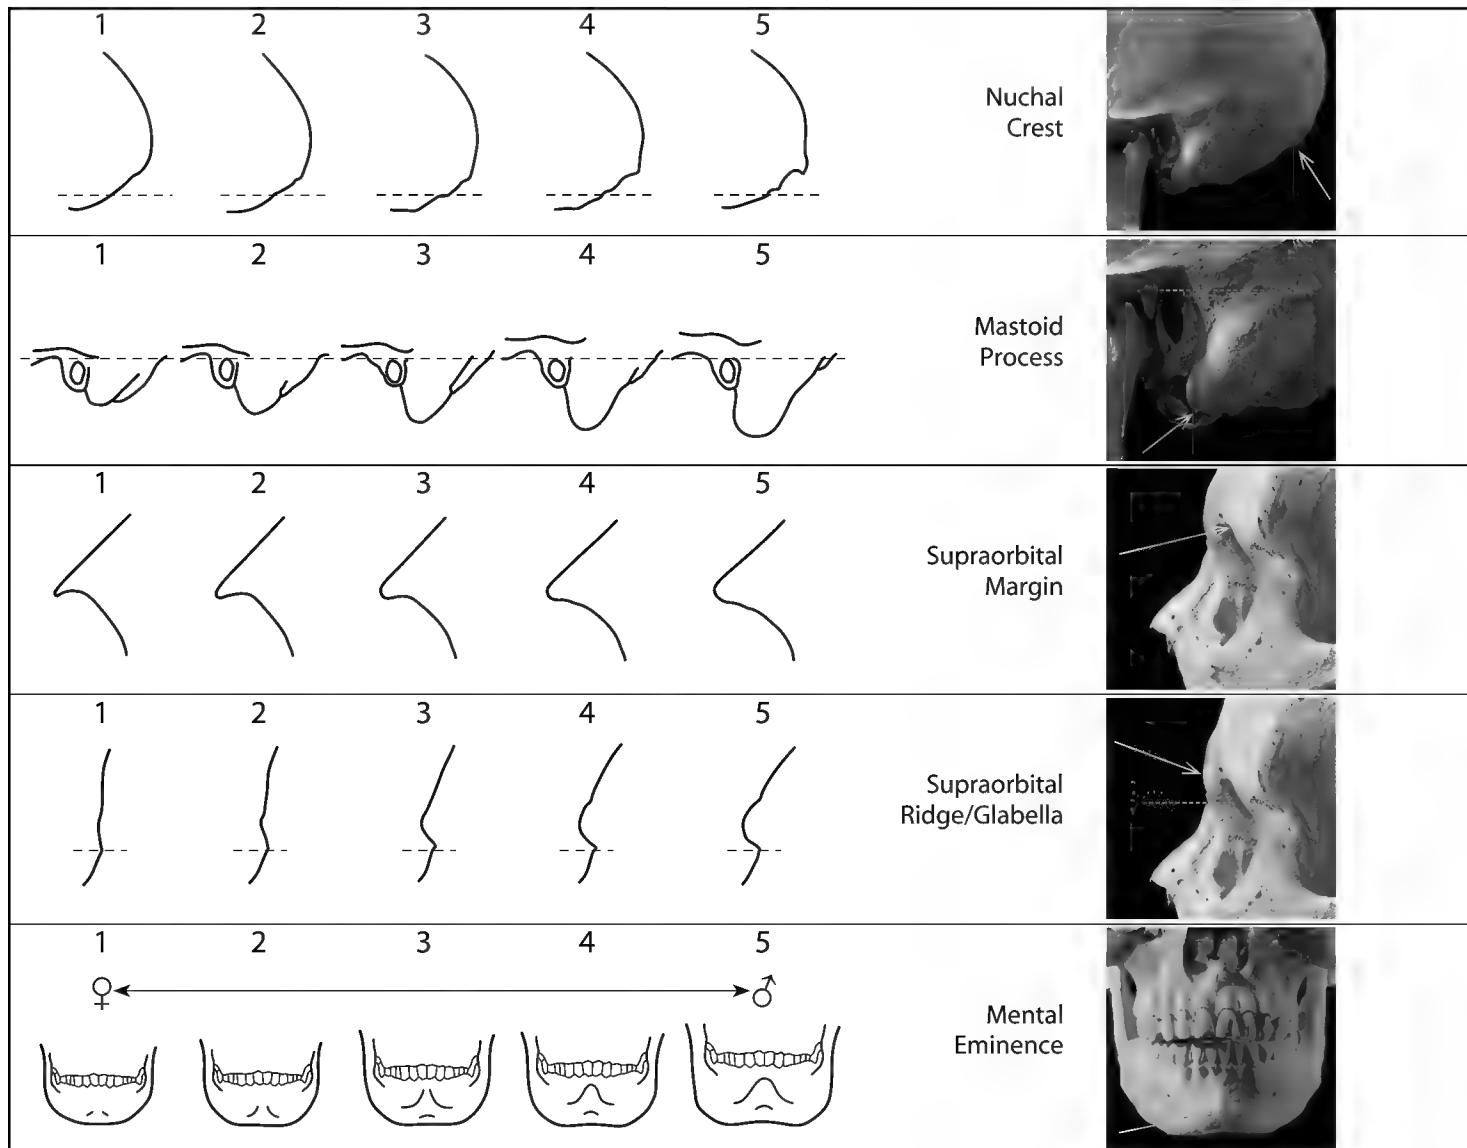 1 2 3 4 5
Nuchal
Crest
1 2 3 4 5
Mastoid
Process
1 2 3 4 5
Supraorbital
Margin
1 2 3 4 5
Supraorbital
Ridge/Glabella
1 2 3 4 5
♀ ♂
Mental
Eminence